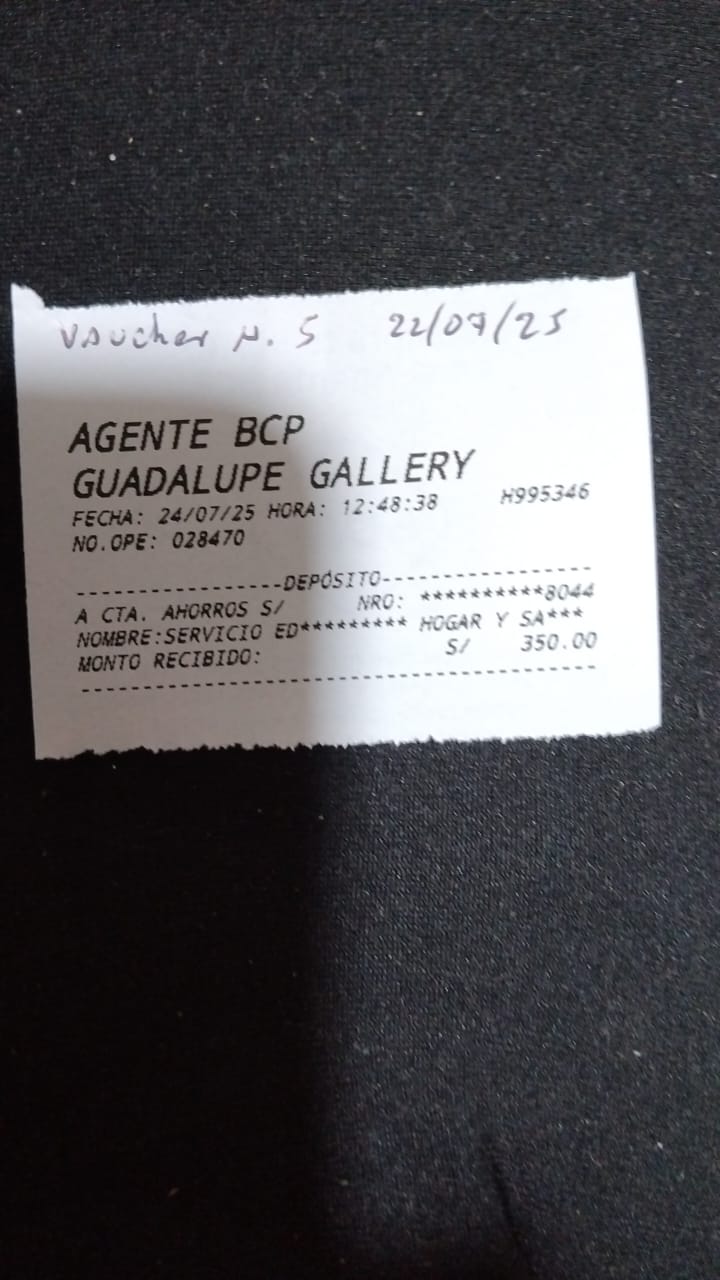 Voucher N. 5 22/07/25
AGENTE BCP
GUADALUPE GALLERY
FECHA: 24/07/25 HORA: 12:48:38 H995346
NO.OPE: 028470
-----------------DEPÓSITO-----------------
A CTA. AHORROS S/ NRO: **********8044
NOMBRE:SERVICIO ED********* HOGAR Y SA***
MONTO RECIBIDO: S/ 350.00
------------------------------------------